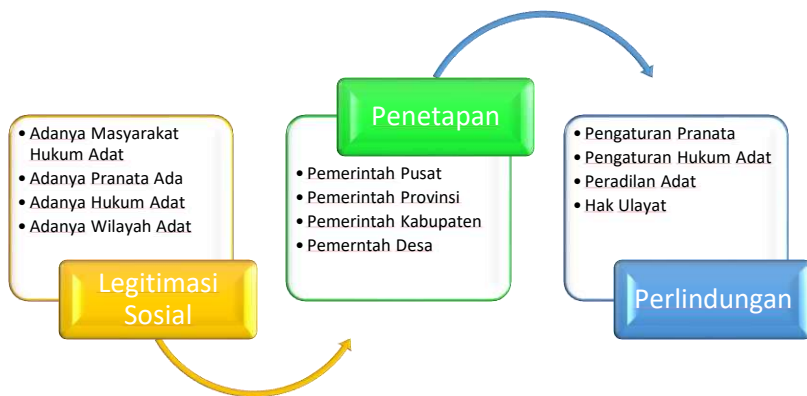 • Adanya Masyarakat
Hukum Adat
• Adanya Pranata Ada
• Adanya Hukum Adat
• Adanya Wilayah Adat
Legitimasi
Sosial
Penetapan
• Pemerintah Pusat
• Pemerintah Provinsi
• Pemerintah Kabupaten
• Pemerntah Desa
• Pengaturan Pranata
• Pengaturan Hukum Adat
• Peradilan Adat
• Hak Ulayat
Perlindungan